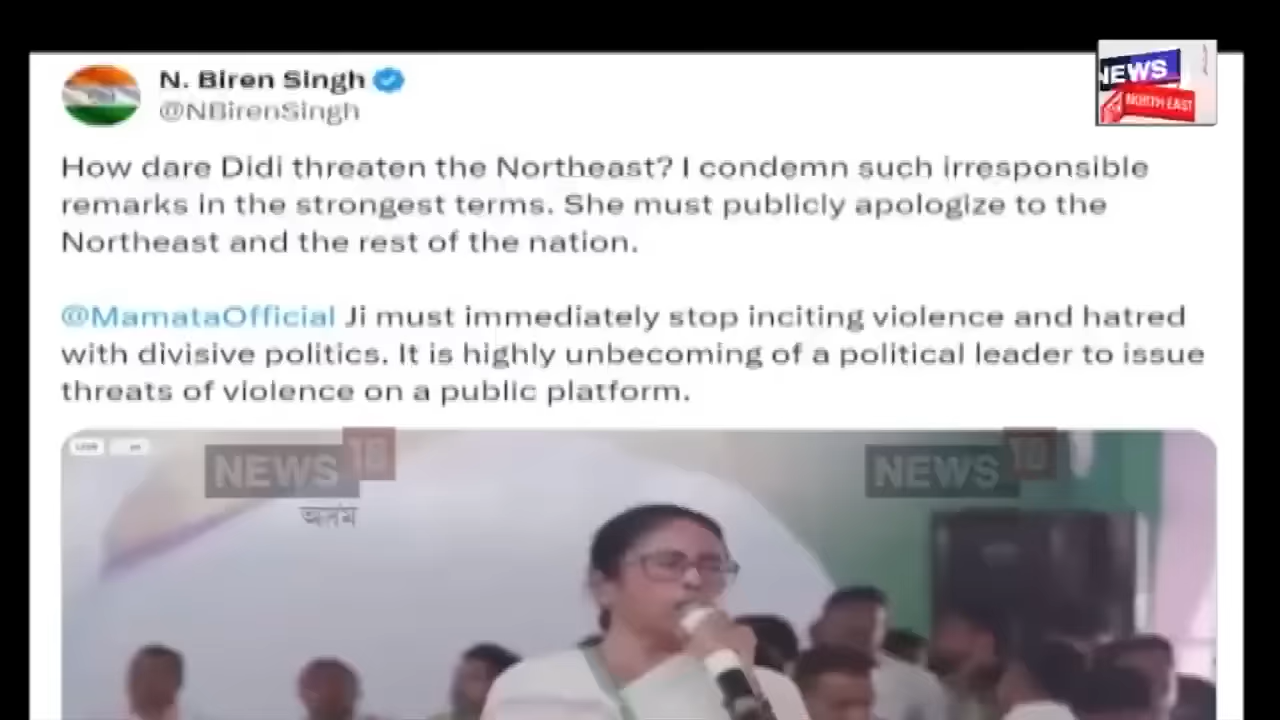 N. Biren Singh
@NBirenSingh
NEWS
NORTH EAST
How dare Didi threaten the Northeast? I condemn such irresponsible
remarks in the strongest terms. She must publicly apologize to the
Northeast and the rest of the nation.
@MamataOfficial Ji must immediately stop inciting violence and hatred
with divisive politics. It is highly unbecoming of a political leader to issue
threats of violence on a public platform.
LIVE
NEWS 18
NEWS 18